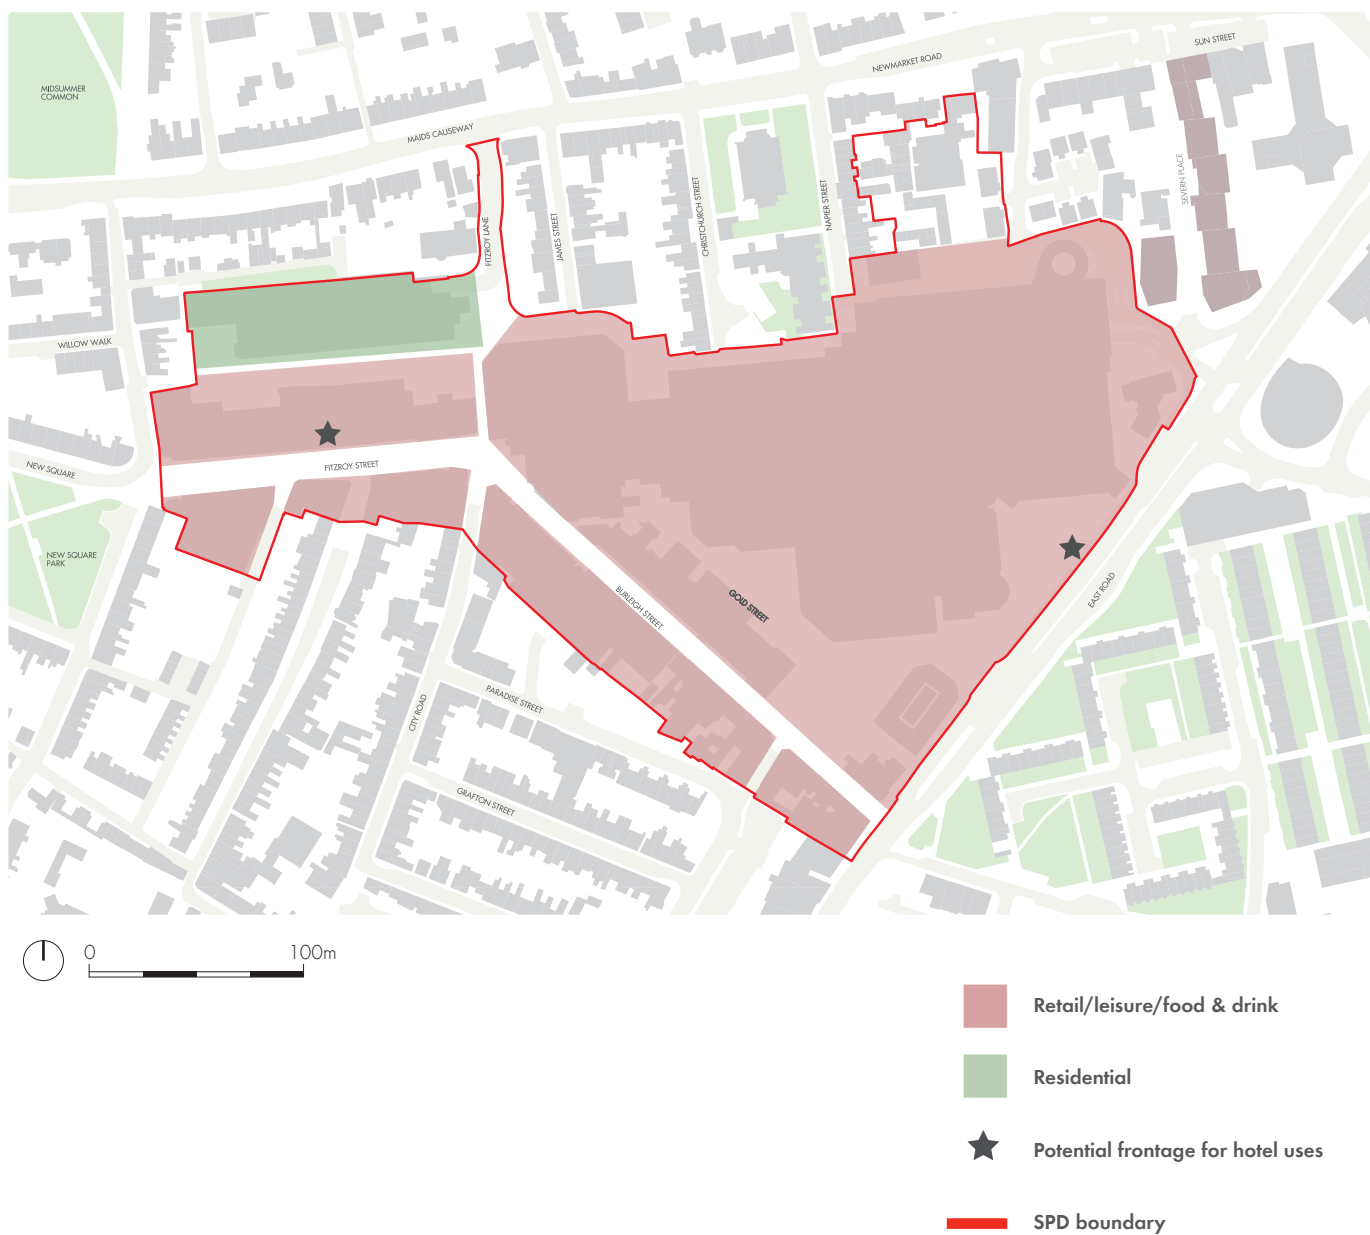 SUN STREET
NEWMARKET ROAD
MIDSUMMER
COMMON
MAIDS CAUSEWAY
SEVERN PLACE
CHRISTCHURCH STREET
NAPIER STREET
FITZROY LANE
JAMES STREET
WILLOW WALK
NEW SQUARE
FITZROY STREET
NEW SQUARE
PARK
BURLEIGH STREET
GOLD STREET
EAST ROAD
PARADISE STREET
CITY ROAD
GRAFTON STREET
0 100m
Retail/leisure/food & drink
Residential
Potential frontage for hotel uses
SPD boundary